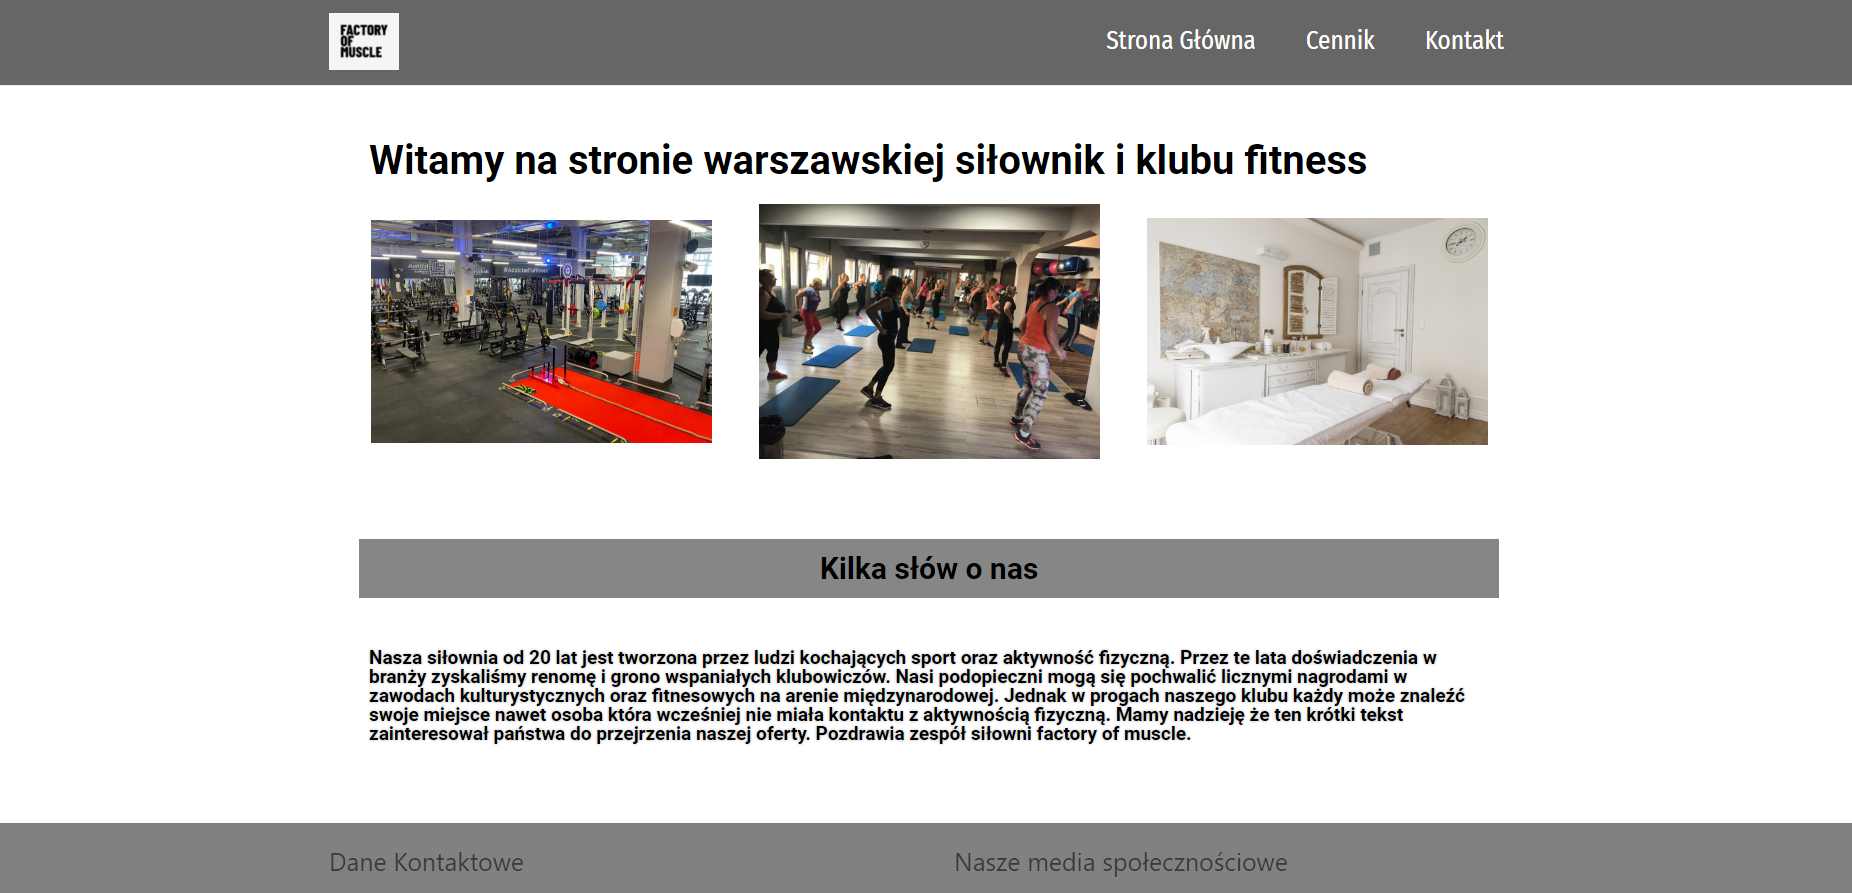 FACTORY
OF
MUSCLE
Strona Główna Cennik Kontakt
Witamy na stronie warszawskiej siłownik i klubu fitness
#AddictedToFitness
Kilka słów o nas
Nasza siłownia od 20 lat jest tworzona przez ludzi kochających sport oraz aktywność fizyczną. Przez te lata doświadczenia w
branży zyskaliśmy renomę i grono wspaniałych klubowiczów. Nasi podopieczni mogą się pochwalić licznymi nagrodami w
zawodach kulturystycznych oraz fitnesowych na arenie międzynarodowej. Jednak w progach naszego klubu każdy może znaleźć
swoje miejsce nawet osoba która wcześniej nie miała kontaktu z aktywnością fizyczną. Mamy nadzieję że ten krótki tekst
zainteresował państwa do przejrzenia naszej oferty. Pozdrawia zespół siłowni factory of muscle.
Dane Kontaktowe
Nasze media społecznościowe